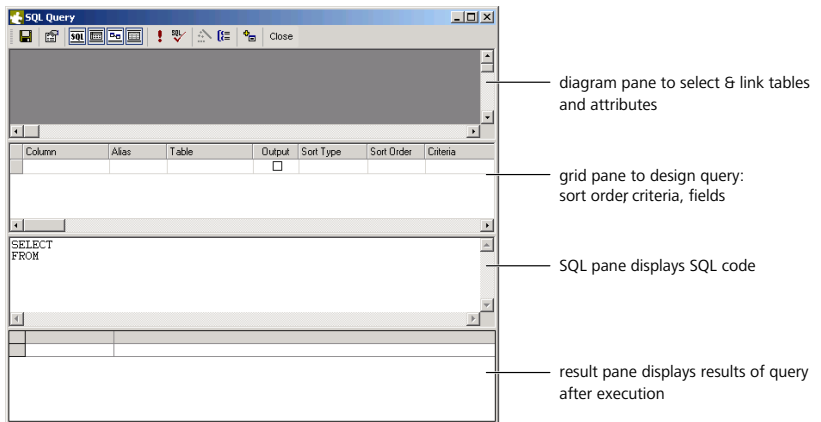 SQL Query
SQL SQL Close
diagram pane to select & link tables
and attributes
Column Alias Table Output Sort Type Sort Order Criteria
grid pane to design query:
sort order, criteria, fields
SELECT
FROM
SQL pane displays SQL code
result pane displays results of query
after execution